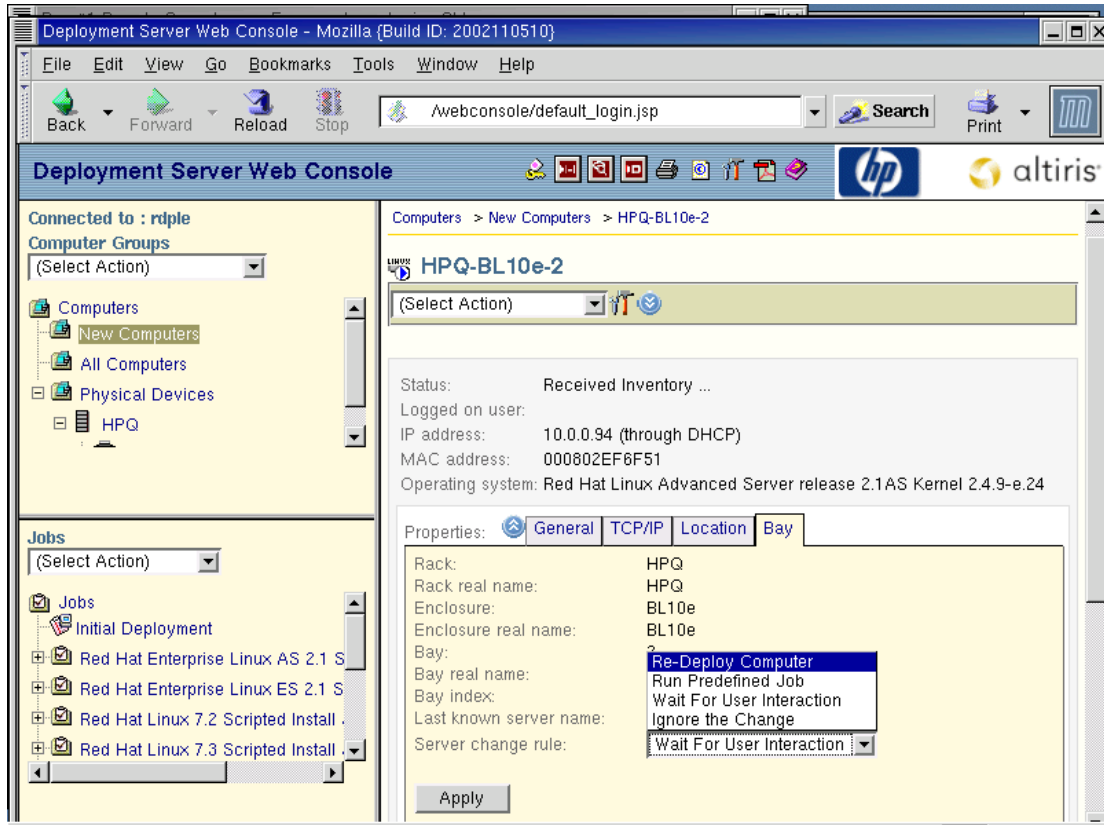 Deployment Server Web Console - Mozilla {Build ID: 2002110510}
File Edit View Go Bookmarks Tools Window Help
Back Forward Reload Stop /webconsole/default_login.jsp Search Print
Deployment Server Web Console
hp altiris
Connected to : rdple
Computer Groups
(Select Action)
Computers
New Computers
All Computers
Physical Devices
HPQ
Jobs
(Select Action)
Jobs
Initial Deployment
Red Hat Enterprise Linux AS 2.1 S
Red Hat Enterprise Linux ES 2.1 S
Red Hat Linux 7.2 Scripted Install
Red Hat Linux 7.3 Scripted Install
Computers > New Computers > HPQ-BL10e-2
LINUX HPQ-BL10e-2
(Select Action)
Status: Received Inventory ...
Logged on user:
IP address: 10.0.0.94 (through DHCP)
MAC address: 000802EF6F51
Operating system: Red Hat Linux Advanced Server release 2.1AS Kernel 2.4.9-e.24
Properties: General TCP/IP Location Bay
Rack: HPQ
Rack real name: HPQ
Enclosure: BL10e
Enclosure real name: BL10e
Bay:
Bay real name:
Bay index:
Last known server name:
Re-Deploy Computer
Run Predefined Job
Wait For User Interaction
Ignore the Change
Server change rule: Wait For User Interaction
Apply